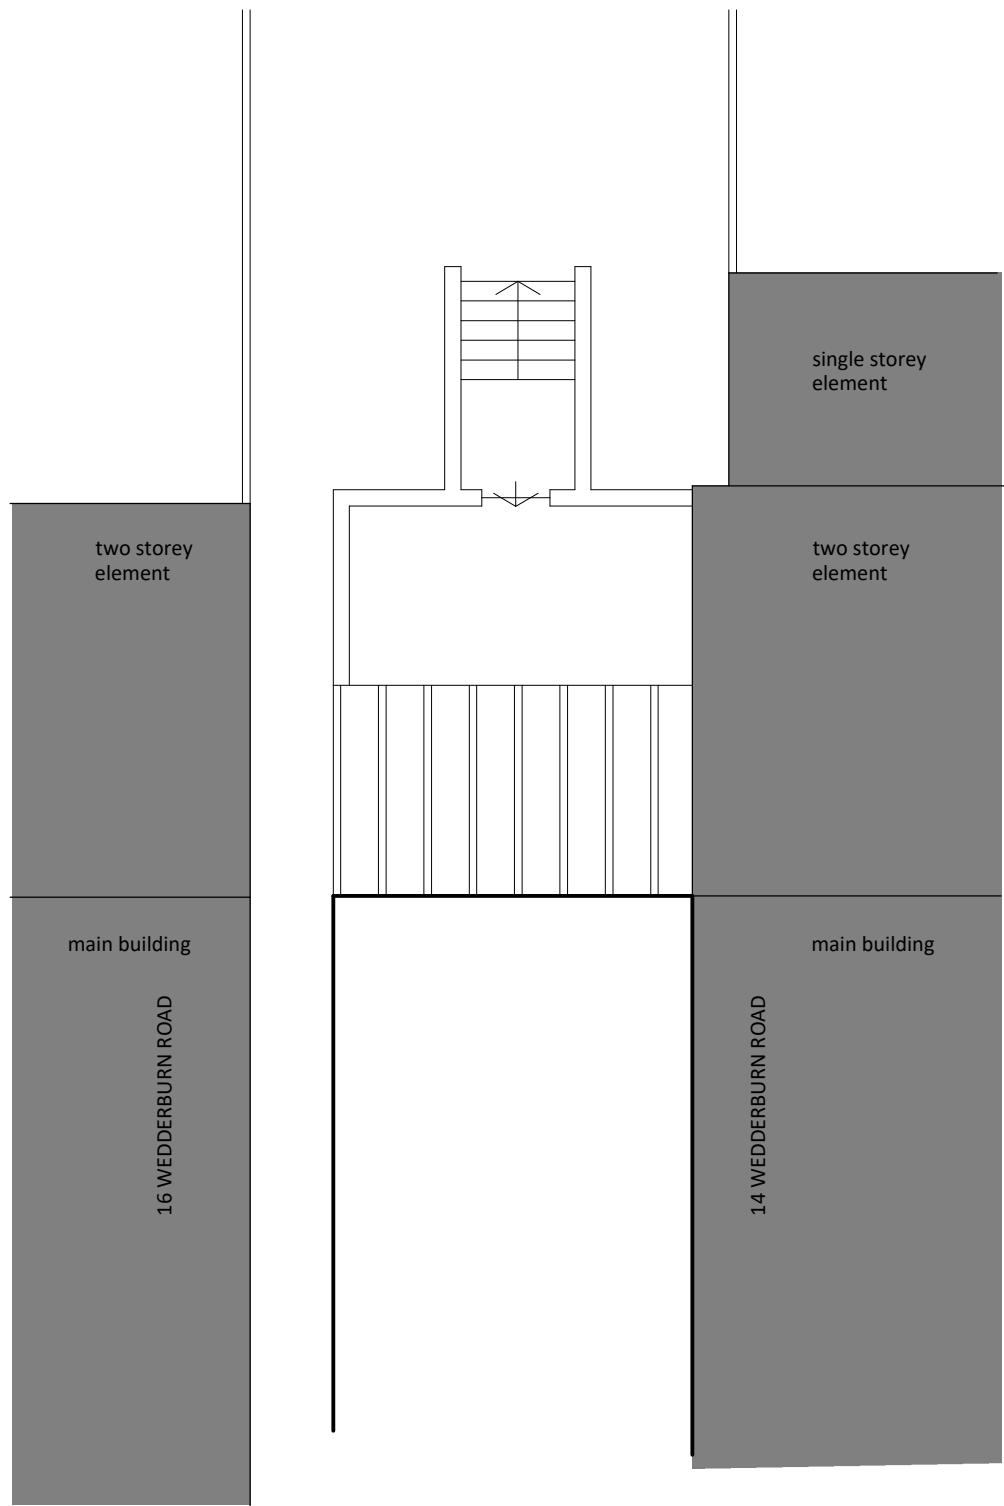 single storey
element
two storey
element
two storey
element
main building
main building
16 WEDDERBURN ROAD
14 WEDDERBURN ROAD